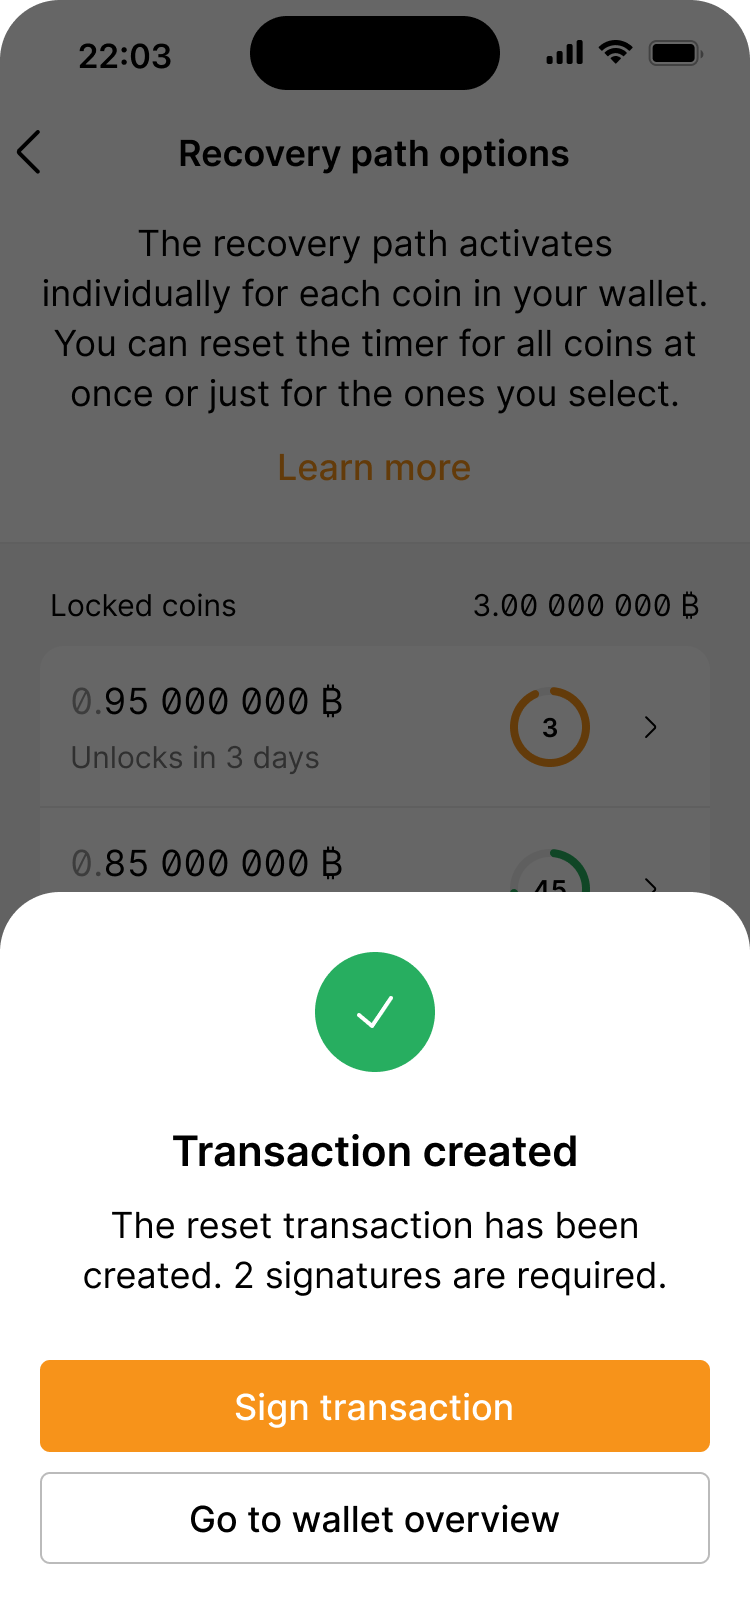 22:03
Recovery path options
The recovery path activates
individually for each coin in your wallet.
You can reset the timer for all coins at
once or just for the ones you select.
Learn more
Locked coins 3.00 000 000 ₿
0.95 000 000 ₿
3
Unlocks in 3 days
0.85 000 000 ₿
45
Transaction created
The reset transaction has been
created. 2 signatures are required.
Sign transaction
Go to wallet overview